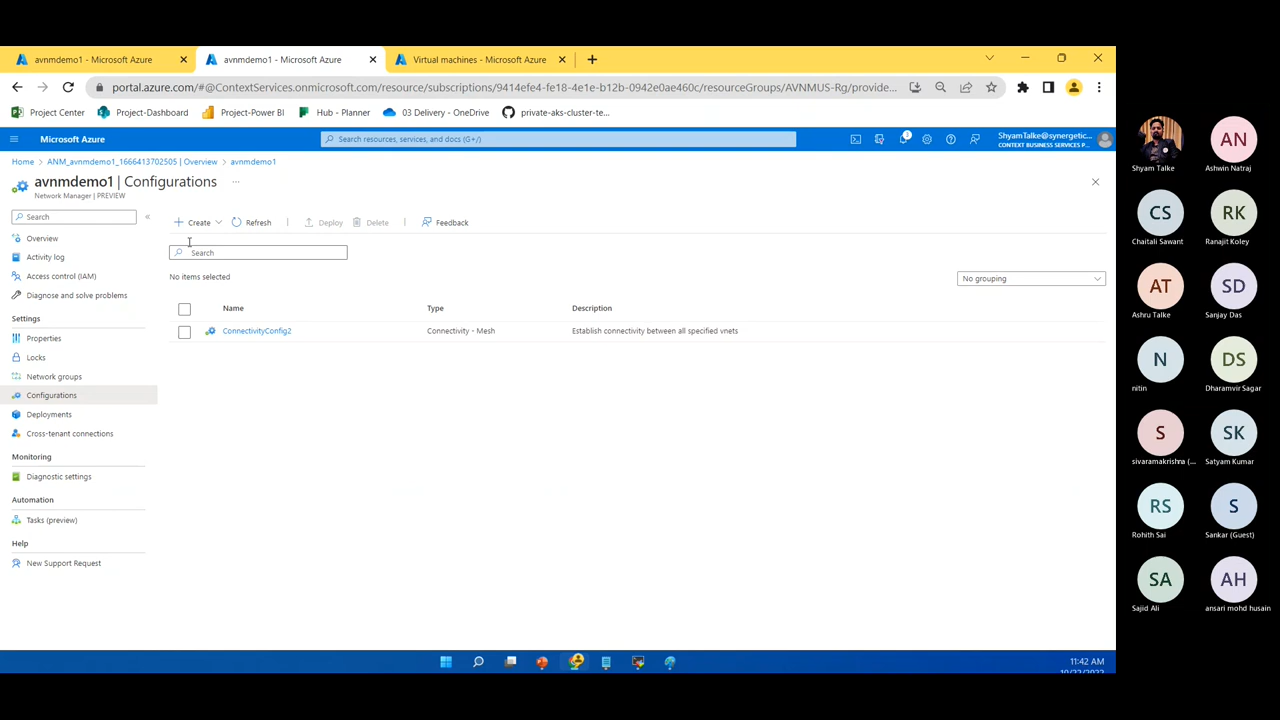 avnmdemo1 - Microsoft Azure
avnmdemo1 - Microsoft Azure
Virtual machines - Microsoft Azure
portal.azure.com/#@ContextServices.onmicrosoft.com/resource/subscriptions/9414efe4-fe18-4e1e-b12b-0942e0ae460c/resourceGroups/AVNMUS-Rg/provide...
Project Center
Project-Dashboard
Project-Power BI
Hub - Planner
03 Delivery - OneDrive
private-aks-cluster-te...
Microsoft Azure
Search resources, services, and docs (G+/)
3
ShyamTalke@synergetic...
CONTEXT BUSINESS SERVICES P...
Home > ANM_avnmdemo1_1666413702505 | Overview > avnmdemo1
avnmdemo1 | Configurations ...
Network Manager | PREVIEW
Search
«
Overview
Activity log
Access control (IAM)
Diagnose and solve problems
Settings
Properties
Locks
Network groups
Configurations
Deployments
Cross-tenant connections
Monitoring
Diagnostic settings
Automation
Tasks (preview)
Help
New Support Request
Create
Refresh
Deploy
Delete
Feedback
Search
No items selected
No grouping
Name Type Description
ConnectivityConfig2 Connectivity - Mesh Establish connectivity between all specified vnets
11:42 AM
10/22/2022
Shyam Talke
AN
Ashwin Natraj
CS
Chaitali Sawant
RK
Ranajit Koley
AT
Ashru Talke
SD
Sanjay Das
N
nitin
DS
Dharamvir Sagar
S
sivaramakrishna (...
SK
Satyam Kumar
RS
Rohith Sai
S
Sankar (Guest)
SA
Sajid Ali
AH
ansari mohd husain